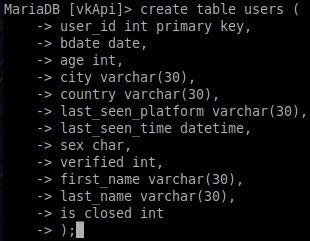 MariaDB [vkApi]> create table users (
-> user_id int primary key,
-> bdate date,
-> age int,
-> city varchar(30),
-> country varchar(30),
-> last_seen_platform varchar(30),
-> last_seen_time datetime,
-> sex char,
-> verified int,
-> first_name varchar(30),
-> last_name varchar(30),
-> is_closed int
-> );